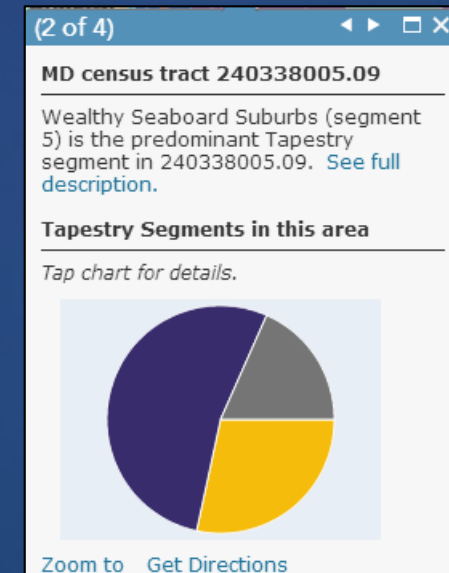 (2 of 4)
MD census tract 240338005.09
Wealthy Seaboard Suburbs (segment
5) is the predominant Tapestry
segment in 240338005.09. See full
description.
Tapestry Segments in this area
Tap chart for details.
Zoom to Get Directions